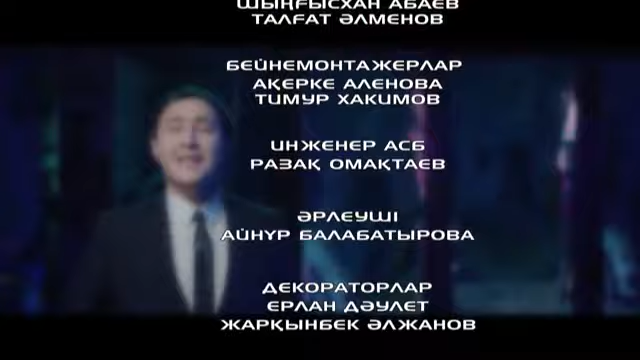 ШЫҢҒЫСХАН АБАЕВ
ТАЛҒАТ ӘЛМЕНОВ
БЕЙНЕМОНТАЖЕРЛАР
АҚЕРКЕ АЛЕНОВА
ТИМУР ХАКИМОВ
ИНЖЕНЕР АСБ
РАЗАҚ ОМАҚТАЕВ
ӘРЛЕУШІ
АЙНҰР БАЛАБАТЫРОВА
ДЕКОРАТОРЛАР
ЕРЛАН ДӘУЛЕТ
ЖАРҚЫНБЕК ӘЛЖАНОВ